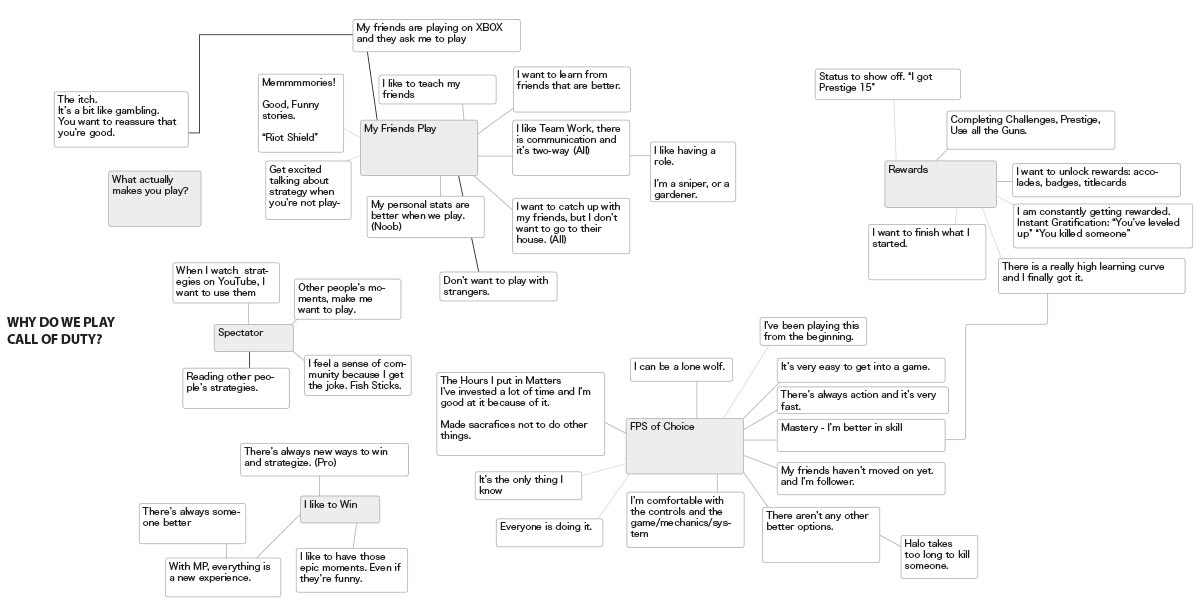 My friends are playing on XBOX
and they ask me to play
The itch.
It's a bit like gambling.
You want to reassure that
you're good.
What actually
makes you play?
Memmmmories!
Good, Funny
stories.
"Riot Shield"
I like to teach my
friends
I want to learn from
friends that are better.
My Friends Play
I like Team Work, there
is communication and
it's two-way (All)
I like having a
role.
I'm a sniper, or a
gardener.
Get excited
talking about
strategy when
you're not play-
My personal stats are
better when we play.
(Noob)
I want to catch up with
my friends, but I don't
want to go to their
house. (All)
Don't want to play with
strangers.
Status to show off. "I got
Prestige 15"
Completing Challenges, Prestige,
Use all the Guns.
Rewards
I want to unlock rewards: acco-
lades, badges, titlecards
I am constantly getting rewarded.
Instant Gratification: "You've leveled
up" "You killed someone"
I want to finish what I
started.
There is a really high learning curve
and I finally got it.
WHY DO WE PLAY
CALL OF DUTY?
When I watch strat-
egies on YouTube, I
want to use them
Other people's mo-
ments, make me
want to play.
Spectator
Reading other peo-
ple's strategies.
I feel a sense of com-
munity because I get
the joke. Fish Sticks.
I've been playing this
from the beginning.
I can be a lone wolf.
It's very easy to get into a game.
The Hours I put in Matters
I've invested a lot of time and I'm
good at it because of it.
Made sacrafices not to do other
things.
There's always action and it's very
fast.
FPS of Choice
Mastery - I'm better in skill
My friends haven't moved on yet.
and I'm follower.
It's the only thing I
know
I'm comfortable with
the controls and the
game/mechanics/sys-
tem
Everyone is doing it.
There aren't any other
better options.
Halo takes
too long to kill
someone.
There's always new ways to win
and strategize. (Pro)
I like to Win
There's always some-
one better
With MP, everything is
a new experience.
I like to have those
epic moments. Even if
they're funny.